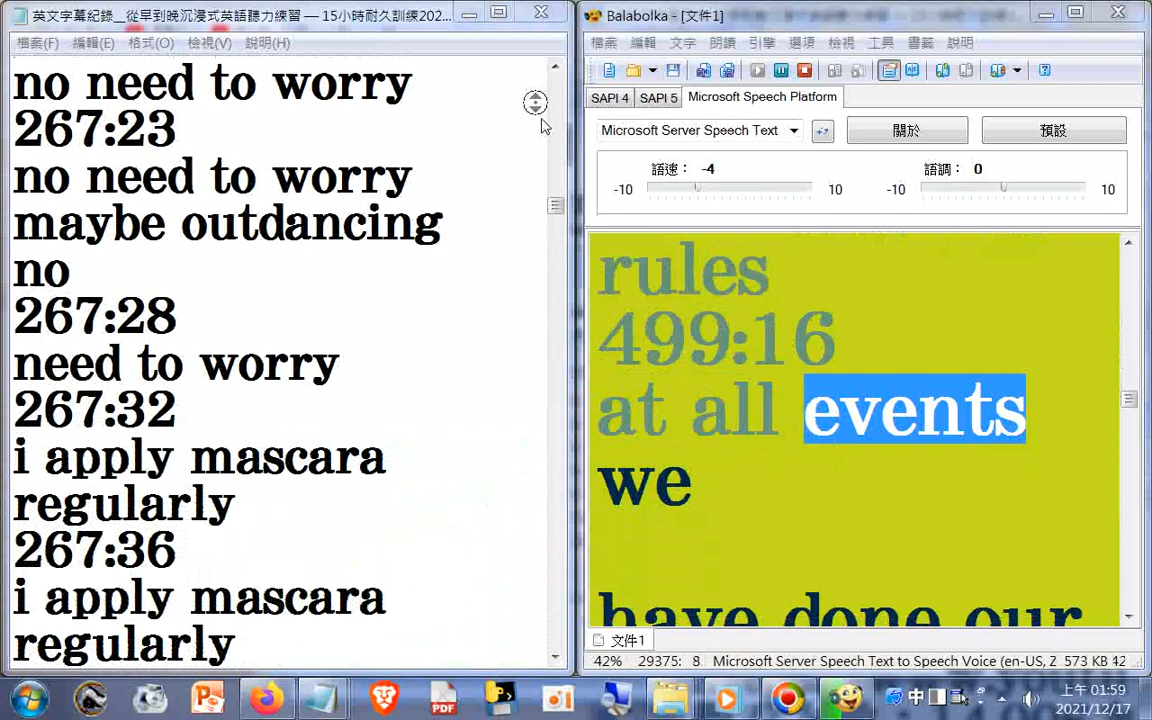 英文字幕紀錄__從早到晚沉浸式英語聽力練習 — 15小時耐久訓練202...
檔案(F) 編輯(E) 格式(O) 檢視(V) 說明(H)
no need to worry
267:23
no need to worry
maybe outdancing
no
267:28
need to worry
267:32
i apply mascara
regularly
267:36
i apply mascara
regularly
Balabolka - [文件1]
檔案 編輯 文字 朗讀 引擎 選項 檢視 工具 書籤 說明
SAPI 4 SAPI 5 Microsoft Speech Platform
Microsoft Server Speech Text 關於 預設
語速： -4 語調： 0
-10 10 -10 10
rules
499:16
at all events
we
have done our
文件1
42% 29375: 8 Microsoft Server Speech Text to Speech Voice (en-US, Z 573 KB 42
中
上午 01:59
2021/12/17